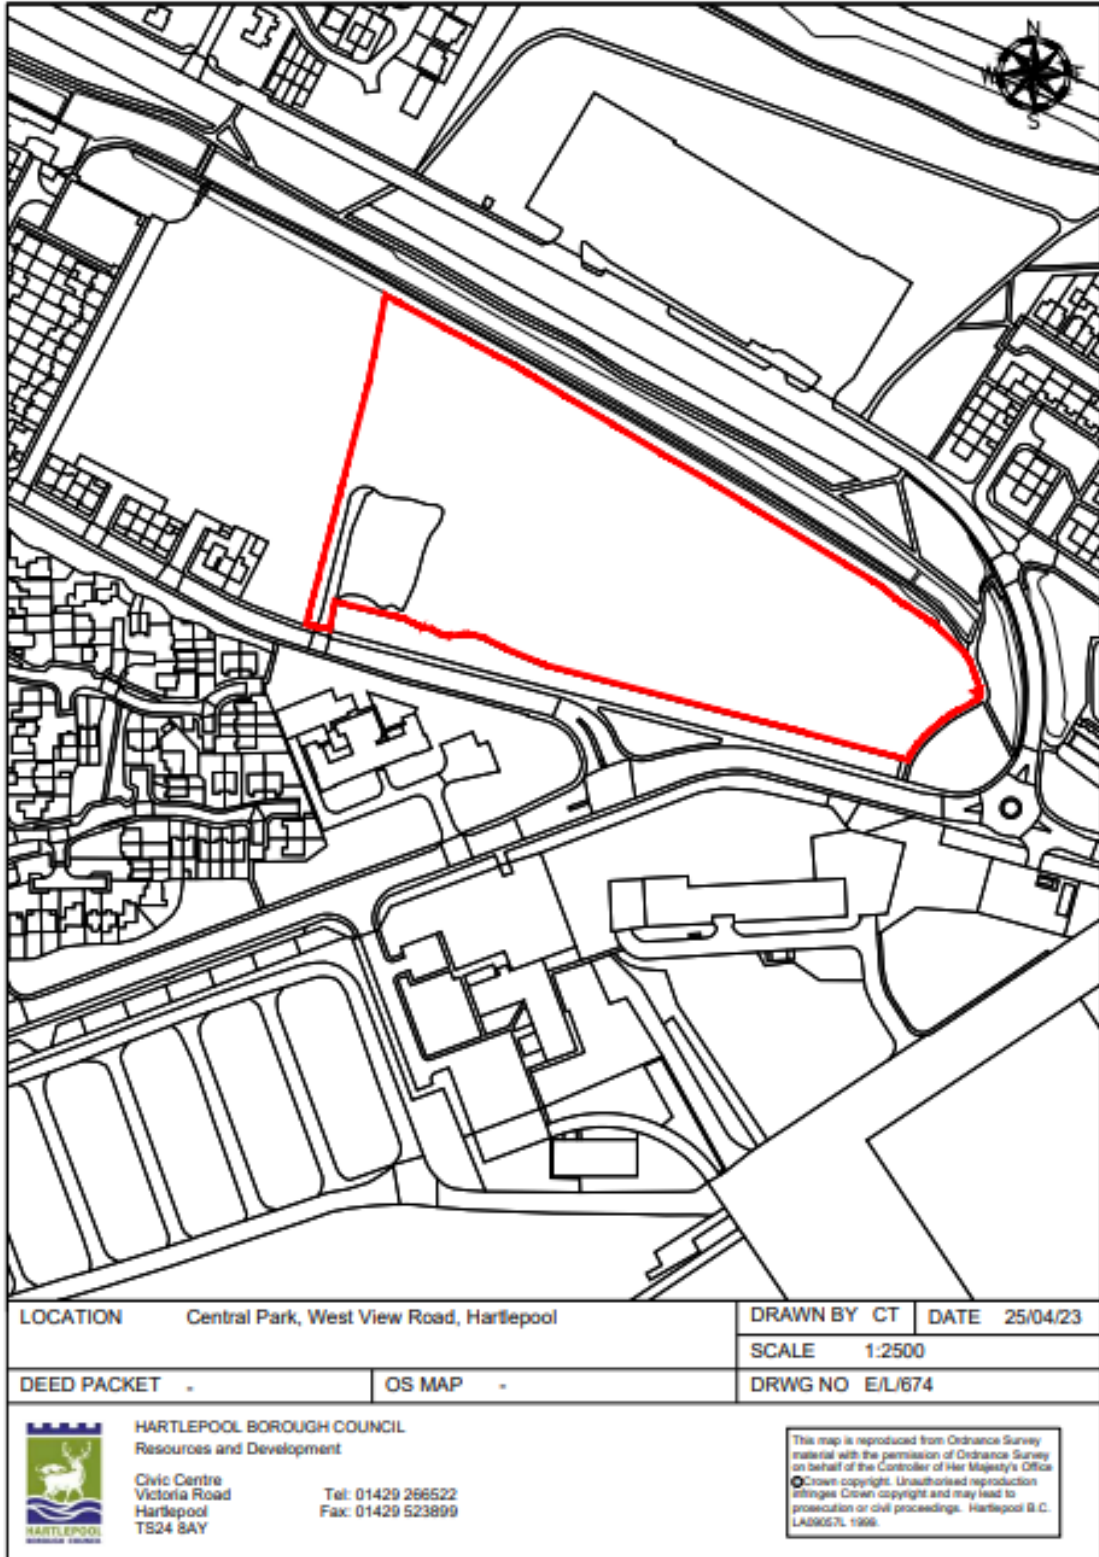 N
W E
S
LOCATION Central Park, West View Road, Hartlepool
DRAWN BY CT DATE 25/04/23
SCALE 1:2500
DEED PACKET - OS MAP - DRWG NO E/L/674
HARTLEPOOL BOROUGH COUNCIL
Resources and Development
Civic Centre
Victoria Road Tel: 01429 266522
Hartlepool Fax: 01429 523899
TS24 8AY
HARTLEPOOL
BOROUGH COUNCIL
This map is reproduced from Ordnance Survey
material with the permission of Ordnance Survey
on behalf of the Controller of Her Majesty's Office
© Crown copyright. Unauthorised reproduction
infringes Crown copyright and may lead to
prosecution or civil proceedings. Hartlepool B.C.
LA09057L 1999.